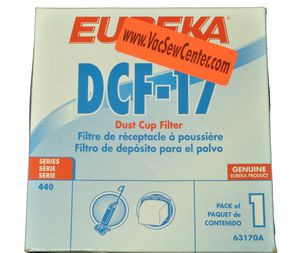 EUREKA
www.VacSewCenter.com
DCF-17
Dust Cup Filter
Filtre de réceptacle à poussière
Filtro de depósito para el polvo
SERIES
SÉRIE
SERIE
440
GENUINE
EUREKA PRODUCT
PACK of
PAQUET de
CONTENIDO
1
63170A